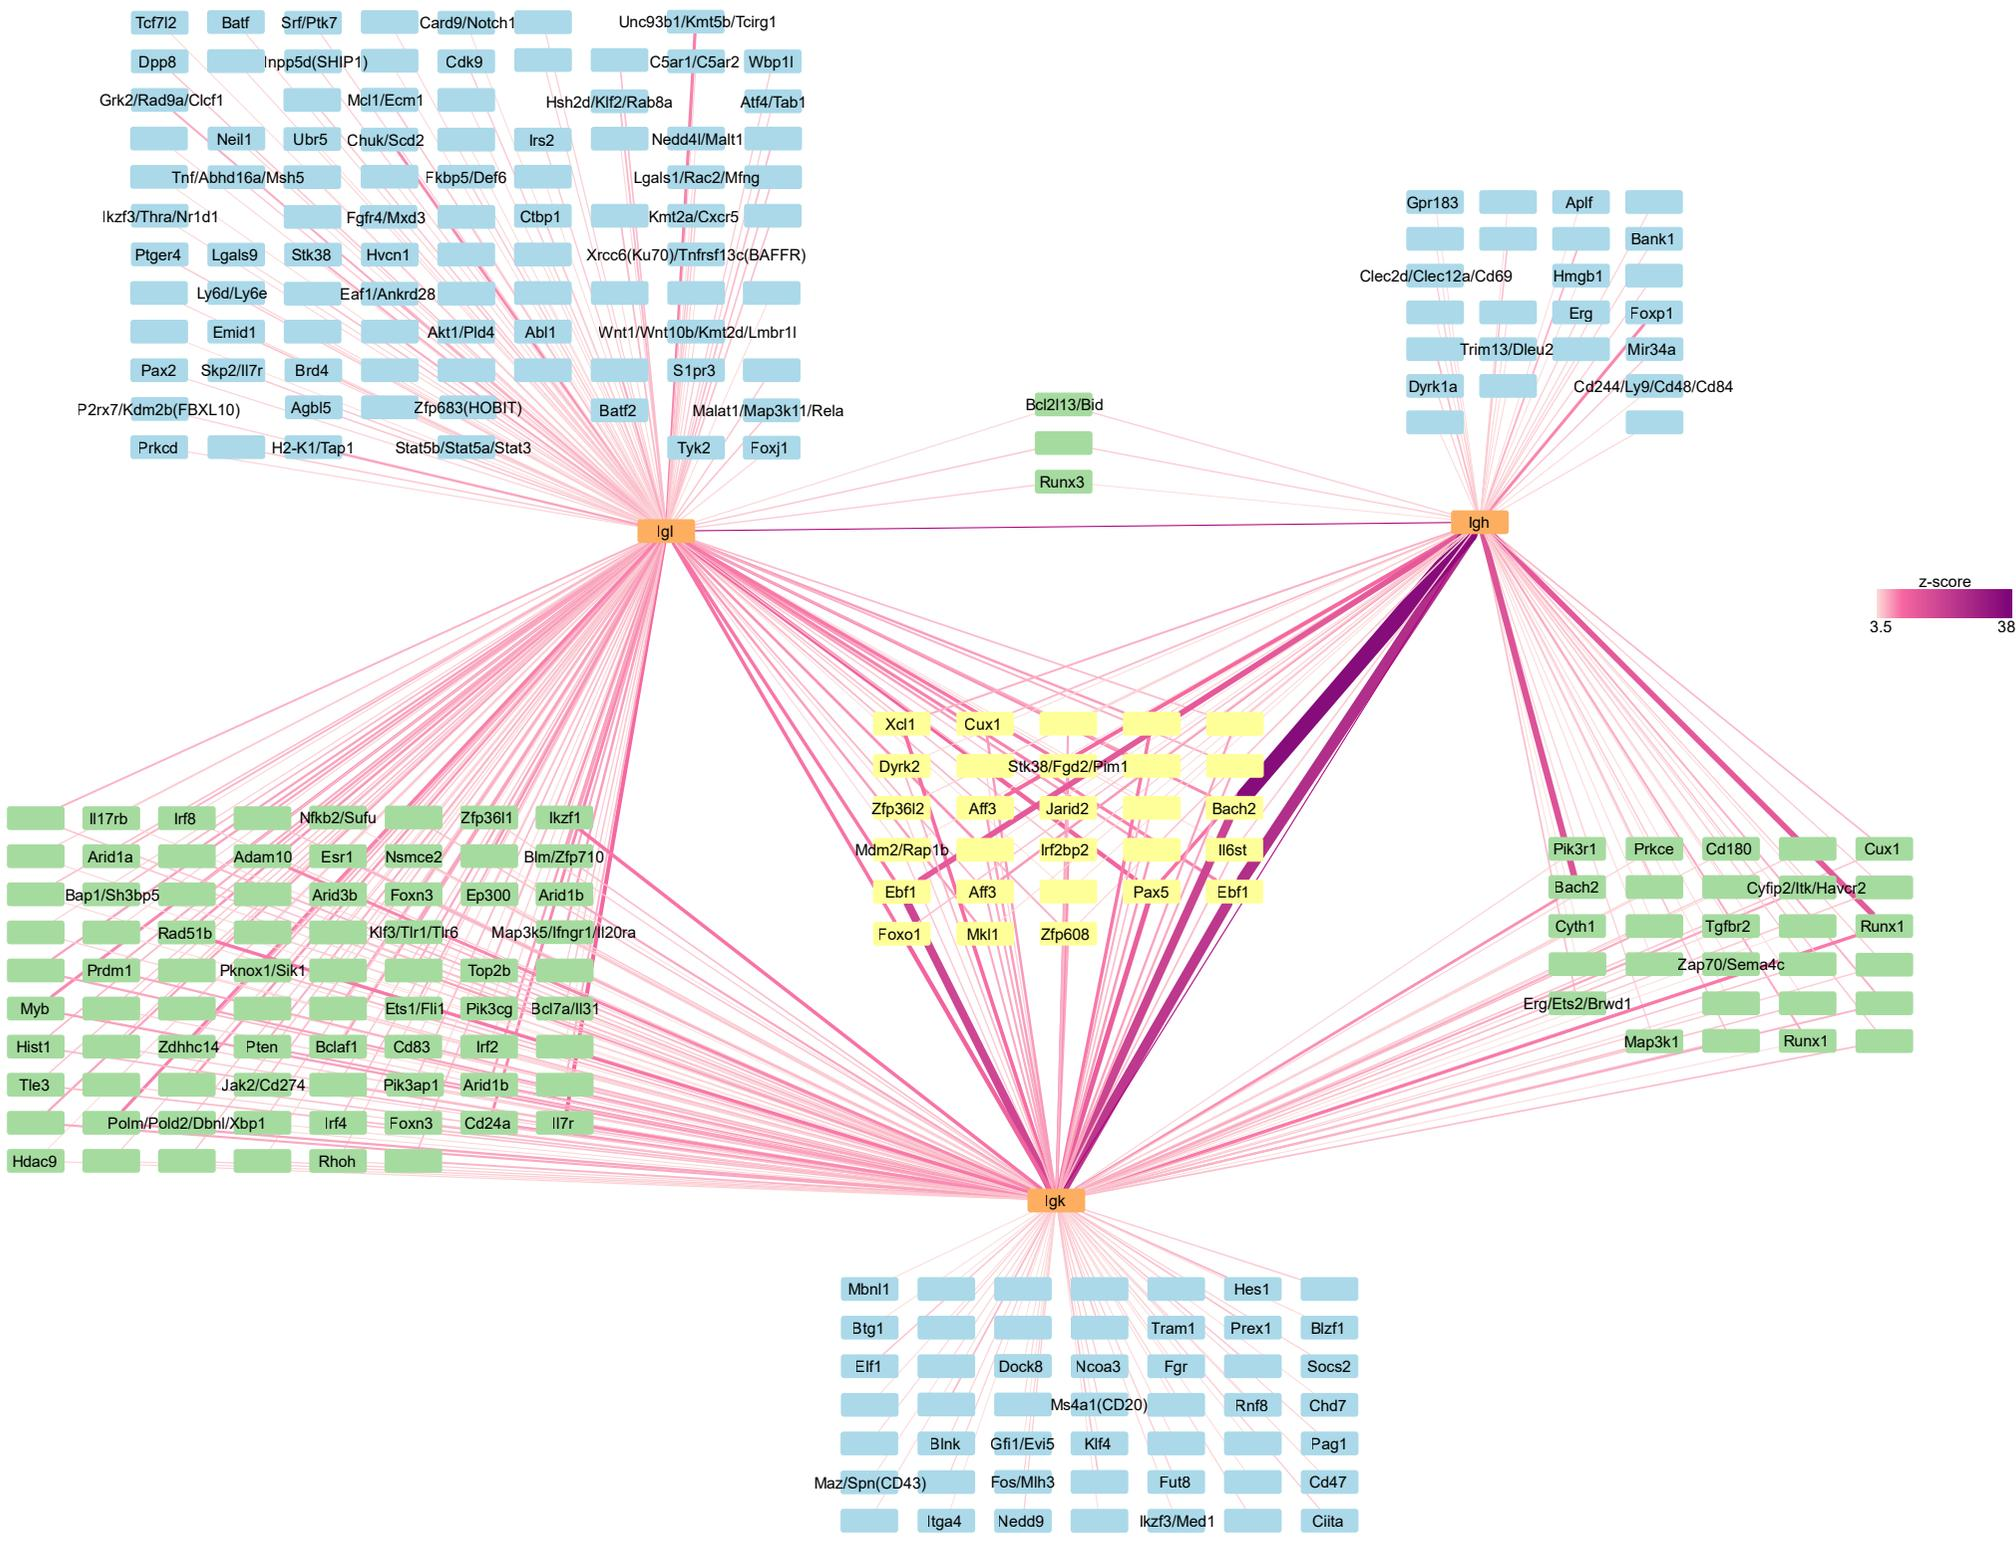 Tcf7l2 Batf Srf/Ptk7 Card9/Notch1 Unc93b1/Kmt5b/Tcirg1
Dpp8 Inpp5d(SHIP1) Cdk9 C5ar1/C5ar2 Wbp1l
Grk2/Rad9a/Clcf1 Mcl1/Ecm1 Hsh2d/Klf2/Rab8a Atf4/Tab1
Neil1 Ubr5 Chuk/Scd2 Irs2 Nedd4l/Malt1
Tnf/Abhd16a/Msh5 Fkbp5/Def6 Lgals1/Rac2/Mfng
Ikzf3/Thra/Nr1d1 Fgfr4/Mxd3 Ctbp1 Kmt2a/Cxcr5
Ptger4 Lgals9 Stk38 Hvcn1 Xrcc6(Ku70)/Tnfrsf13c(BAFFR)
Ly6d/Ly6e Eaf1/Ankrd28
Emid1 Akt1/Pld4 Abl1 Wnt1/Wnt10b/Kmt2d/Lmbr1l
Pax2 Skp2/Il7r Brd4 S1pr3
P2rx7/Kdm2b(FBXL10) Agbl5 Zfp683(HOBIT) Batf2 Malat1/Map3k11/Rela
Prkcd H2-K1/Tap1 Stat5b/Stat5a/Stat3 Tyk2 Foxj1
Gpr183 Aplf
Bank1
Clec2d/Clec12a/Cd69 Hmgb1
Erg Foxp1
Trim13/Dleu2 Mir34a
Dyrk1a Cd244/Ly9/Cd48/Cd84
Bcl2l13/Bid
Runx3
Igl Igh
z-score
3.5 38
Xcl1 Cux1
Dyrk2 Stk38/Fgd2/Pim1
Zfp36l2 Aff3 Jarid2 Bach2
Mdm2/Rap1b Irf2bp2 Il6st
Ebf1 Aff3 Pax5 Ebf1
Foxo1 Mkl1 Zfp608
Il17rb Irf8 Nfkb2/Sufu Zfp36l1 Ikzf1
Arid1a Adam10 Esr1 Nsmce2 Blm/Zfp710
Bap1/Sh3bp5 Arid3b Foxn3 Ep300 Arid1b
Rad51b Klf3/Tlr1/Tlr6 Map3k5/Ifngr1/Il20ra
Prdm1 Pknox1/Sik1 Top2b
Myb Ets1/Fli1 Pik3cg Bcl7a/Il31
Hist1 Zdhhc14 Pten Bclaf1 Cd83 Irf2
Tle3 Jak2/Cd274 Pik3ap1 Arid1b
Polm/Pold2/Dbnl/Xbp1 Irf4 Foxn3 Cd24a Il7r
Hdac9 Rhoh
Pik3r1 Prkce Cd180 Cux1
Bach2 Cyfip2/Itk/Havcr2
Cyth1 Tgfbr2 Runx1
Zap70/Sema4c
Erg/Ets2/Brwd1
Map3k1 Runx1
Igk
Mbnl1 Hes1
Btg1 Tram1 Prex1 Blzf1
Elf1 Dock8 Ncoa3 Fgr Socs2
Ms4a1(CD20) Rnf8 Chd7
Blnk Gfi1/Evi5 Klf4 Pag1
Maz/Spn(CD43) Fos/Mlh3 Fut8 Cd47
Itga4 Nedd9 Ikzf3/Med1 Ciita